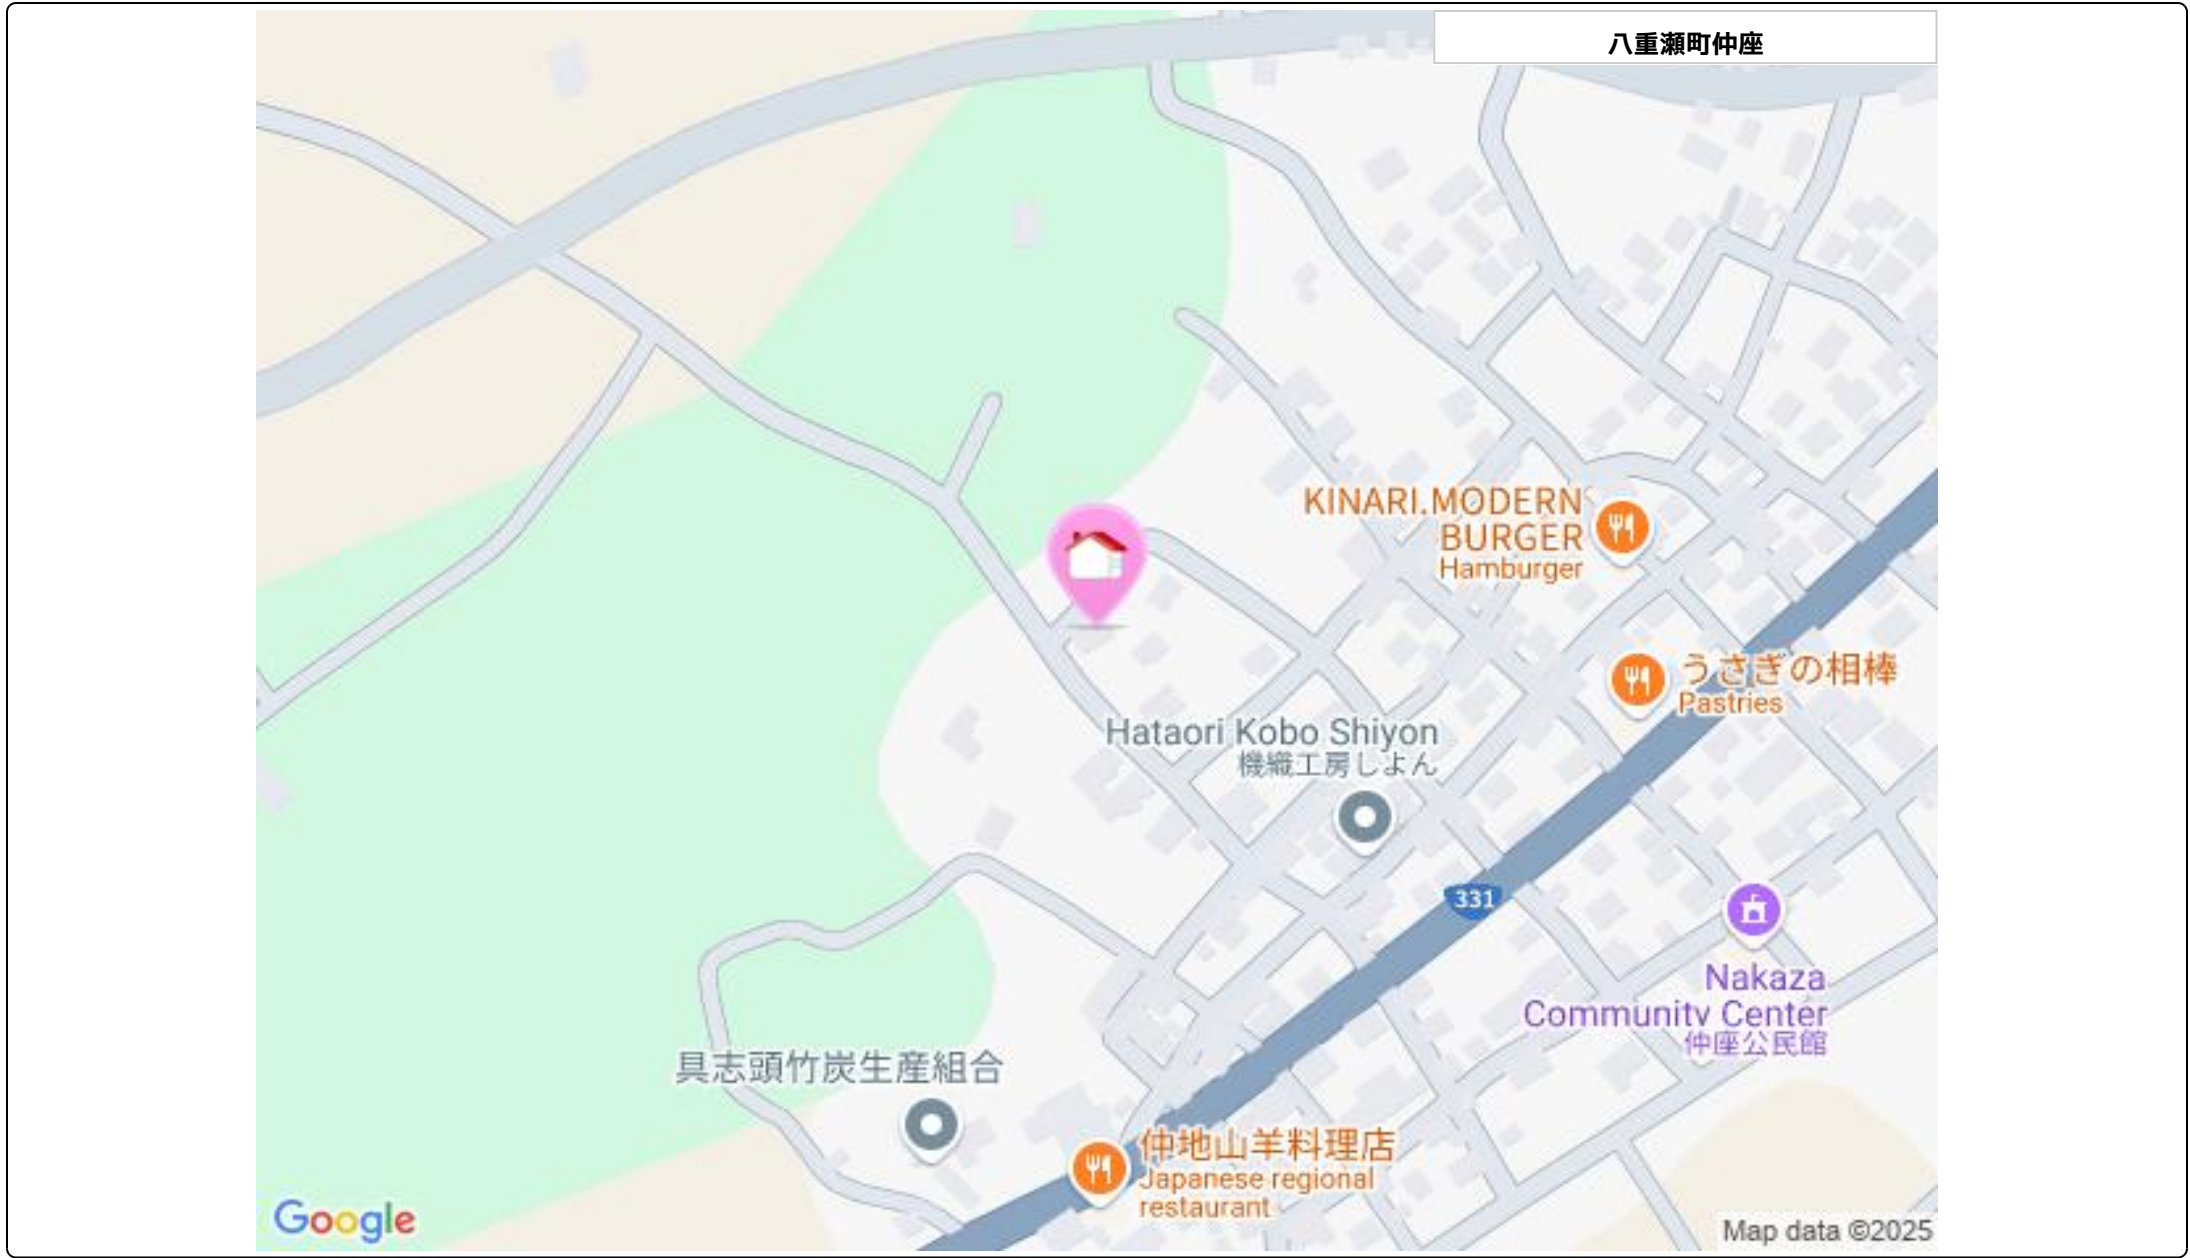 八重瀬町仲座
KINARI.MODERN
BURGER
Hamburger
うさぎの相棒
Pastries
Hataori Kobo Shiyon
機織工房しよん
331
Nakaza
Community Center
仲座公民館
具志頭竹炭生産組合
仲地山羊料理店
Japanese regional
restaurant
Google
Map data ©2025